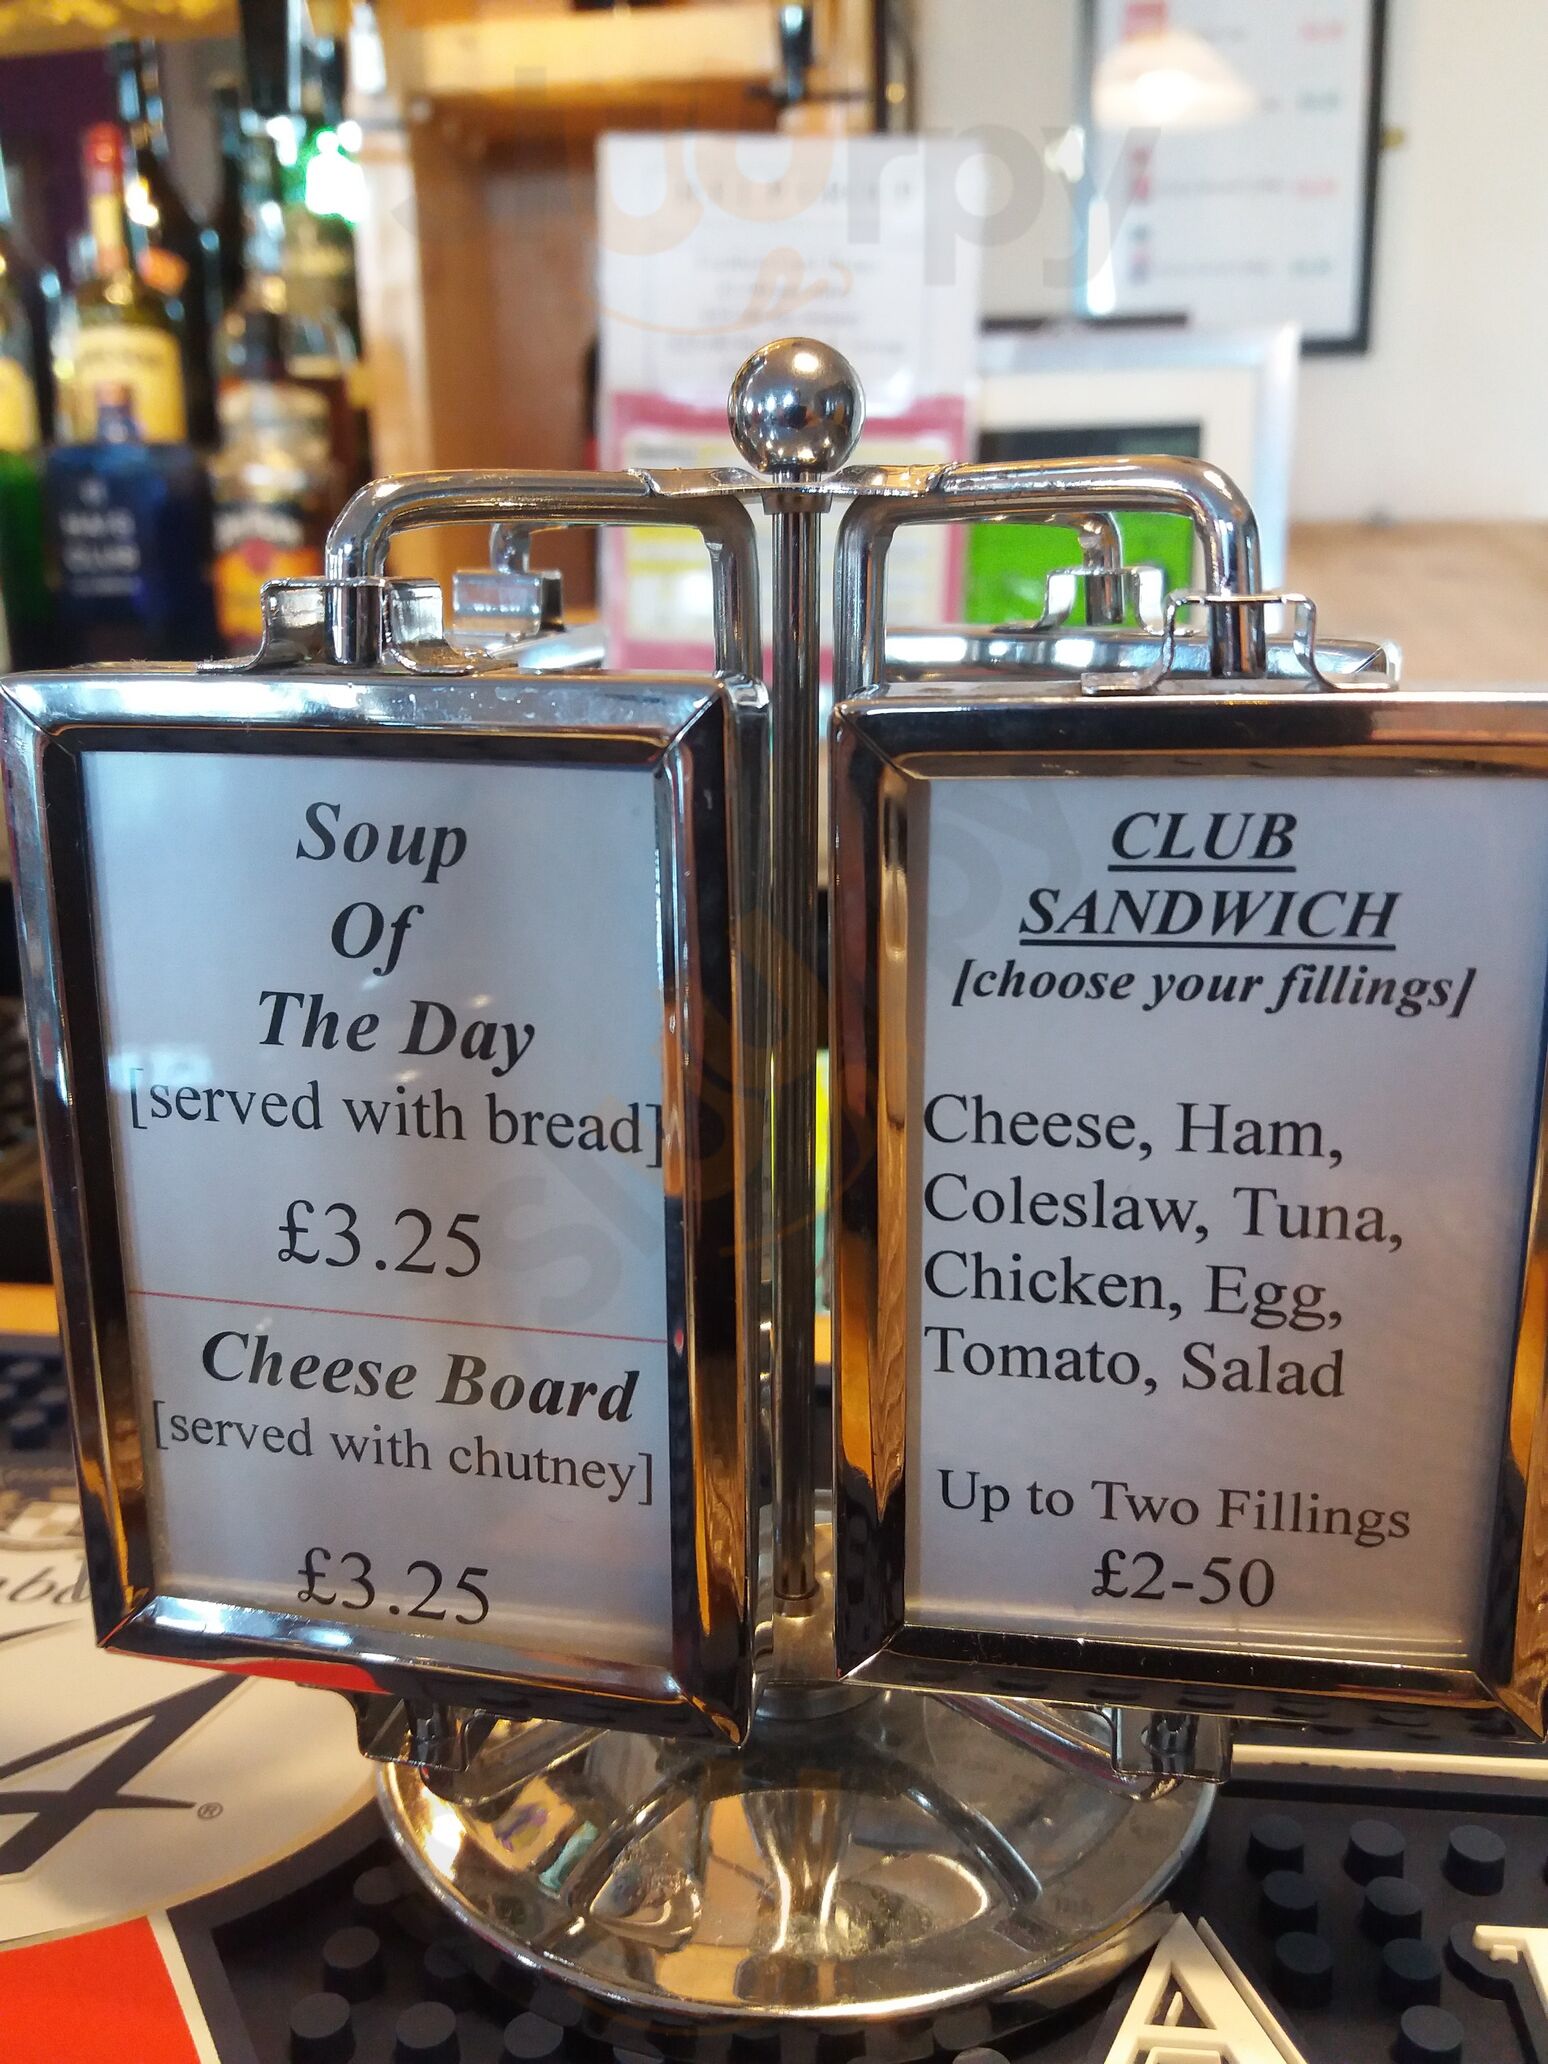 Soup
Of
The Day
[served with bread]
£3.25
Cheese Board
[served with chutney]
£3.25
CLUB
SANDWICH
[choose your fillings]
Cheese, Ham,
Coleslaw, Tuna,
Chicken, Egg,
Tomato, Salad
Up to Two Fillings
£2-50